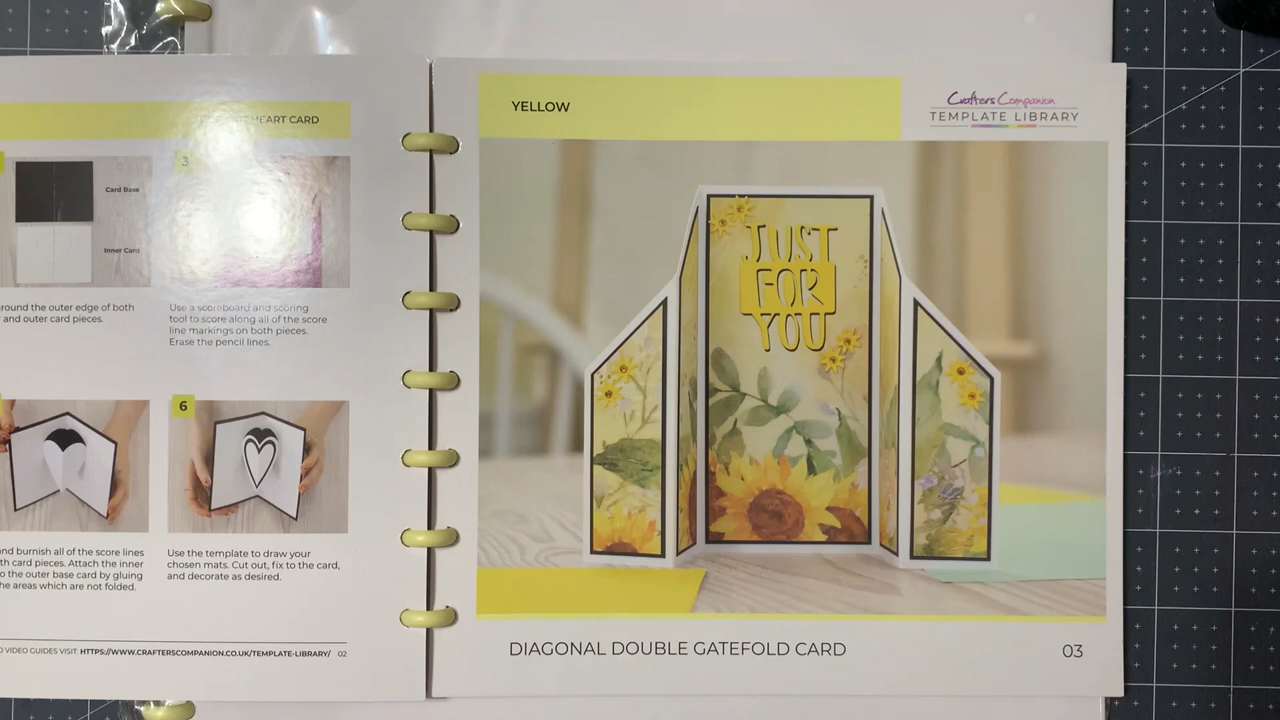 HEART CARD
Card Base
Inner Card
3
round the outer edge of both
and outer card pieces.
Use a scoreboard and scoring
tool to score along all of the score
line markings on both pieces.
Erase the pencil lines.
6
and burnish all of the score lines
card pieces. Attach the inner
to the outer base card by gluing
the areas which are not folded.
Use the template to draw your
chosen mats. Cut out, fix to the card,
and decorate as desired.
VIDEO GUIDES VISIT: HTTPS://WWW.CRAFTERSCOMPANION.CO.UK/TEMPLATE-LIBRARY/ 02
YELLOW
Crafters Companion
TEMPLATE LIBRARY
JUST
FOR
YOU
DIAGONAL DOUBLE GATEFOLD CARD
03